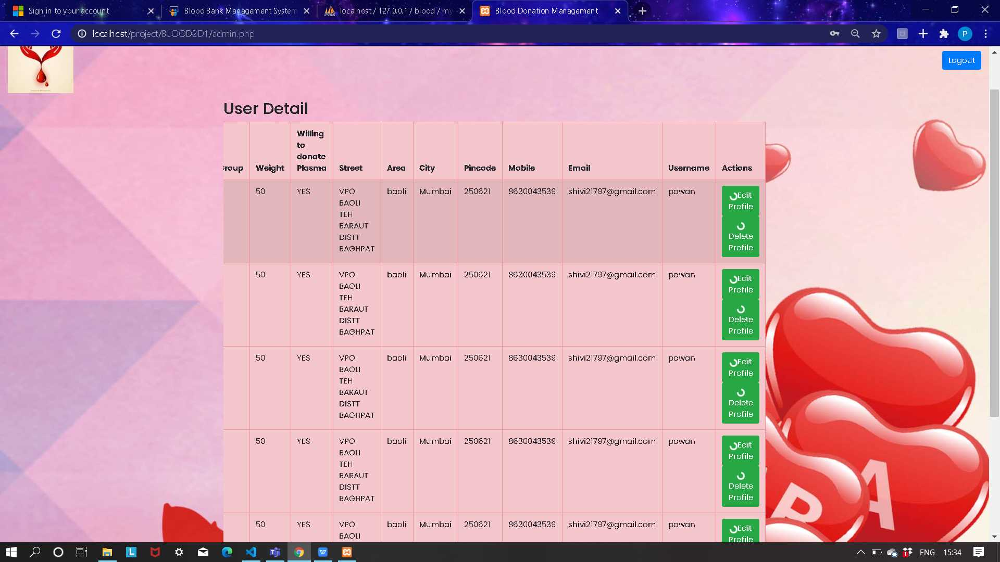 Sign in to your account
Blood Bank Management System
localhost / 127.0.0.1 / blood / my
Blood Donation Management
localhost/project/BLOOD2D1/admin.php
P
Logout
User Detail
Group Weight Willing to donate Plasma Street Area City Pincode Mobile Email Username Actions
50 YES VPO BAOLI TEH BARAUT DISTT BAGHPAT baoli Mumbai 250621 8630043539 shivi21797@gmail.com pawan Edit Profile
Delete Profile
50 YES VPO BAOLI TEH BARAUT DISTT BAGHPAT baoli Mumbai 250621 8630043539 shivi21797@gmail.com pawan Edit Profile
Delete Profile
50 YES VPO BAOLI TEH BARAUT DISTT BAGHPAT baoli Mumbai 250621 8630043539 shivi21797@gmail.com pawan Edit Profile
Delete Profile
50 YES VPO BAOLI TEH BARAUT DISTT BAGHPAT baoli Mumbai 250621 8630043539 shivi21797@gmail.com pawan Edit Profile
Delete Profile
50 YES VPO BAOLI baoli Mumbai 250621 8630043539 shivi21797@gmail.com pawan Edit Profile
B
A
ENG 15:34